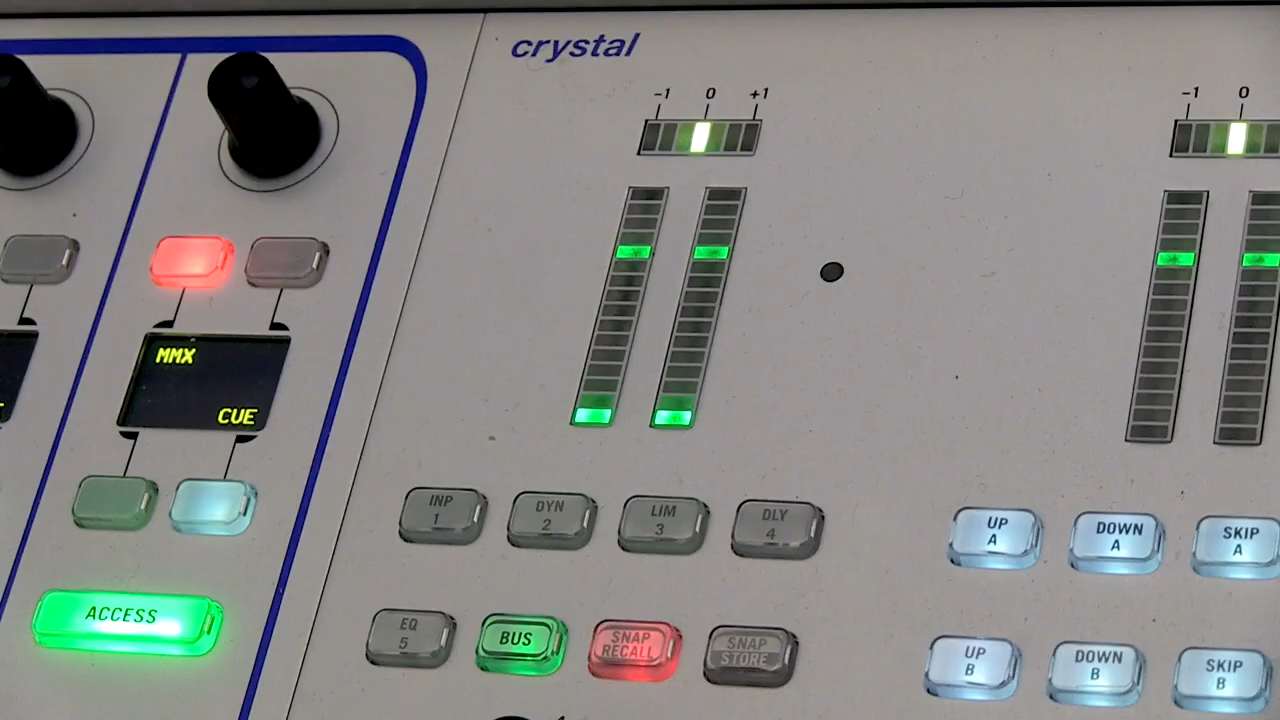 crystal
-1 0 +1
-1 0
MMX
CUE
INP
1
DYN
2
LIM
3
DLY
4
UP
A
DOWN
A
SKIP
A
ACCESS
EQ
5
BUS
SNAP
RECALL
SNAP
STORE
UP
B
DOWN
B
SKIP
B